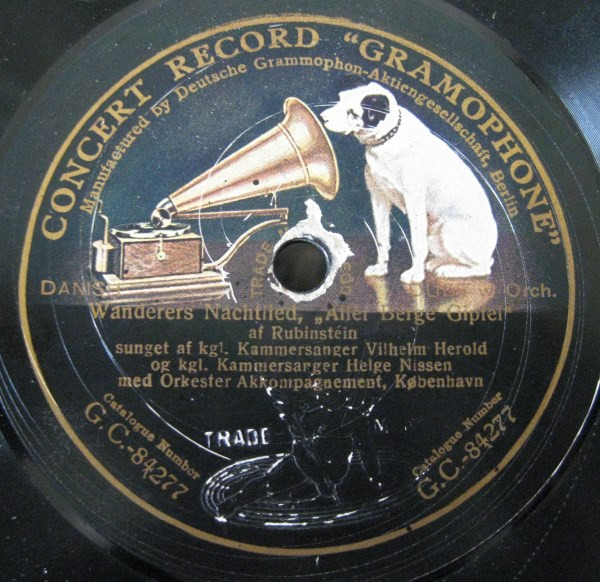 CONCERT RECORD “GRAMOPHONE”
Manufactured by Deutsche Grammophon-Aktiengesellschaft, Berlin
TRADE
DANIS Orch.
Wanderers Nachtlied, „Aller Berge Gipfel“
af Rubinstein
sunget af kgl. Kammersanger Vilhelm Herold
og kgl. Kammersanger Helge Nissen
med Orkester Akkompagnement, København
TRADE
Catalogue Number
G.C.-84277
Catalogue Number
G.C.-84277